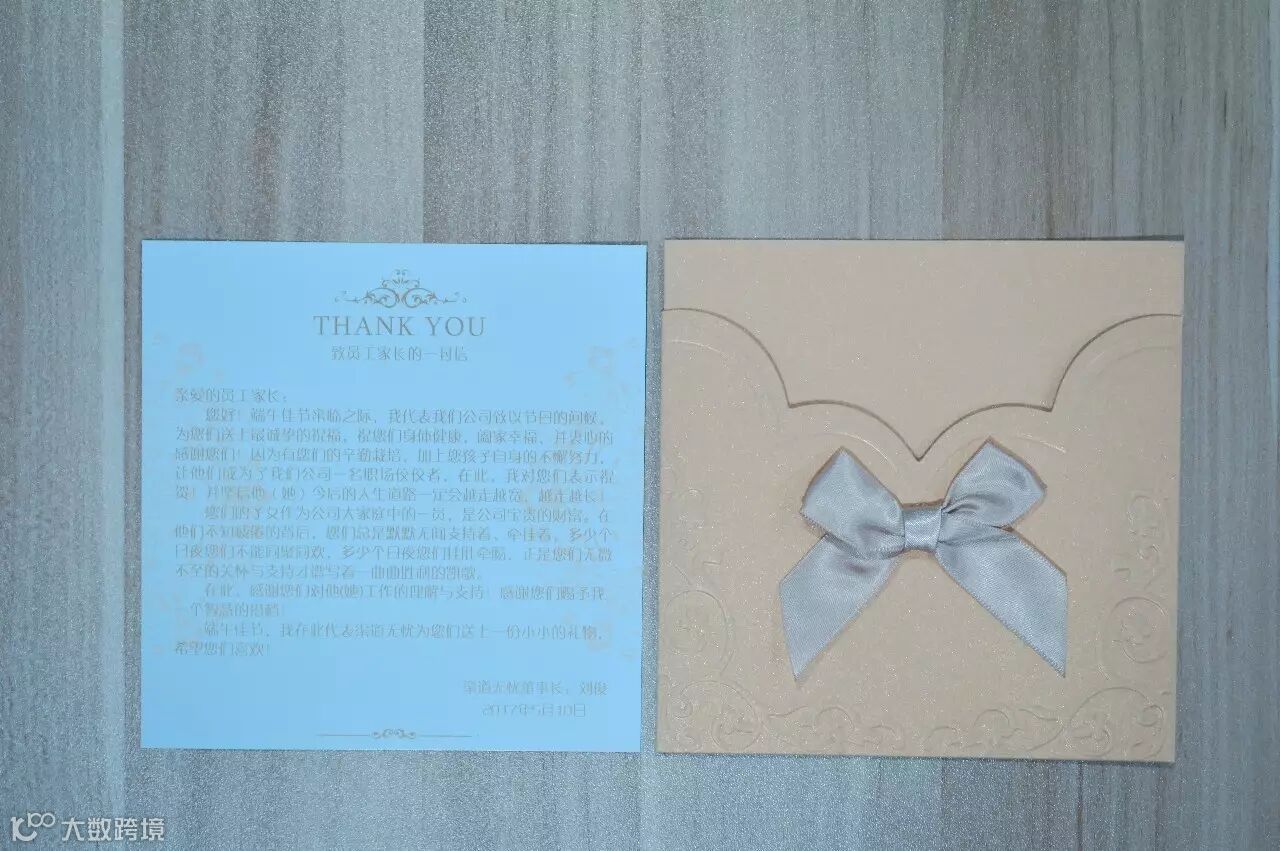 THANK YOU
致员工家长的一封信
亲爱的员工家长：
您好！端午佳节来临之际，我代表我们公司致以节日的问候，
为您们送上最诚挚的祝福，祝您们身体健康，阖家幸福，并衷心的
感谢您们！因为有您们的辛勤栽培，加上您孩子自身的不懈努力，
让他们成为了我们公司一名职场佼佼者，在此，我对您们表示祝
贺！并坚信他（她）今后的人生道路一定会越走越宽，越走越长！
您们的子女作为公司大家庭中的一员，是公司宝贵的财富。在
他们不知疲倦的背后，您们总是默默无闻支持着、牵挂着，多少个
日夜您们不能同聚同欢，多少个日夜您们挂肚牵肠，正是您们无微
不至的关怀与支持才谱写着一曲曲胜利的凯歌。
在此，感谢您们对他(她)工作的理解与支持！感谢您们赐予我
一个智慧的搭档！
端午佳节，我在此代表渠道无忧为您们送上一份小小的礼物，
希望您们喜欢！
渠道无忧董事长：刘俊
2017年5月10日
大数跨境